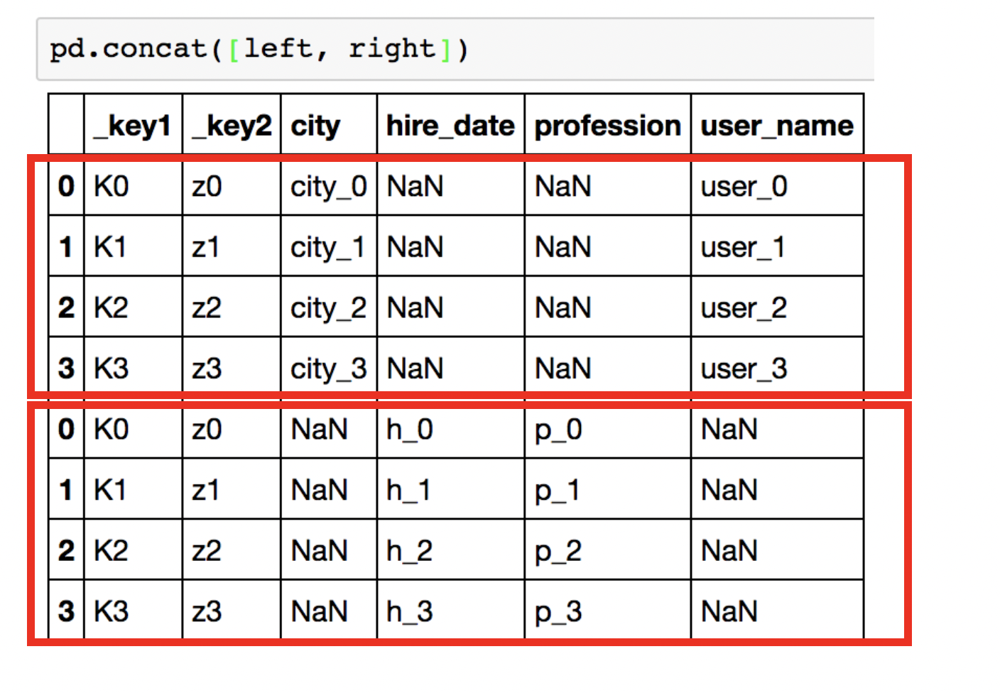 pd.concat([left, right])
_key1 _key2 city hire_date profession user_name
0 K0 z0 city_0 NaN NaN user_0
1 K1 z1 city_1 NaN NaN user_1
2 K2 z2 city_2 NaN NaN user_2
3 K3 z3 city_3 NaN NaN user_3
0 K0 z0 NaN h_0 p_0 NaN
1 K1 z1 NaN h_1 p_1 NaN
2 K2 z2 NaN h_2 p_2 NaN
3 K3 z3 NaN h_3 p_3 NaN